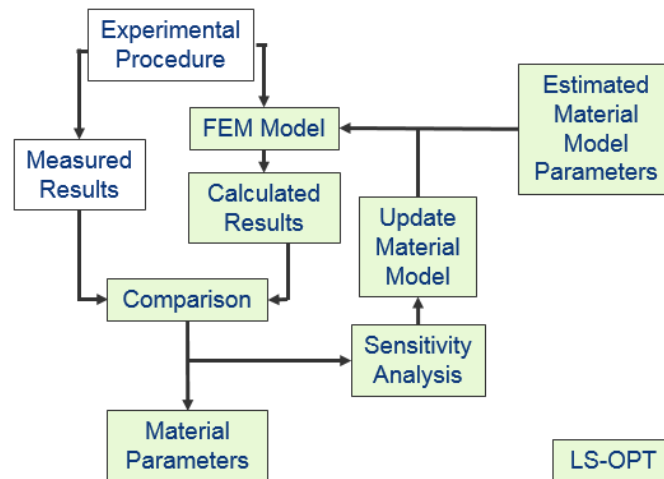 Experimental
Procedure
Estimated
Material
Model
Parameters
FEM Model
Measured
Results
Calculated
Results
Update
Material
Model
Comparison
Sensitivity
Analysis
Material
Parameters
LS-OPT